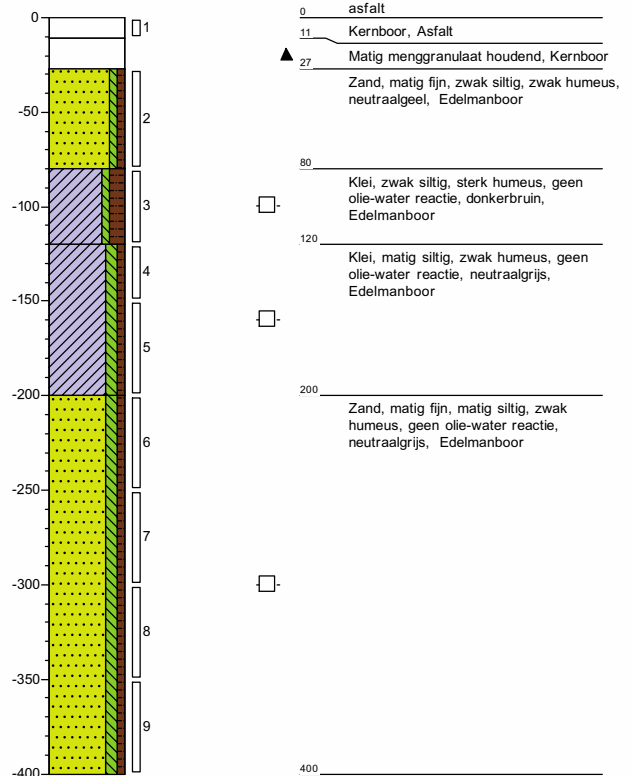 0
-50
-100
-150
-200
-250
-300
-350
-400
1
2
3
4
5
6
7
8
9
0 asfalt
11 Kernboor, Asfalt
Matig menggranulaat houdend, Kernboor
27
Zand, matig fijn, zwak siltig, zwak humeus,
neutraalgeel, Edelmanboor
80
Klei, zwak siltig, sterk humeus, geen
olie-water reactie, donkerbruin,
Edelmanboor
120
Klei, matig siltig, zwak humeus, geen
olie-water reactie, neutraalgrijs,
Edelmanboor
200
Zand, matig fijn, matig siltig, zwak
humeus, geen olie-water reactie,
neutraalgrijs, Edelmanboor
400